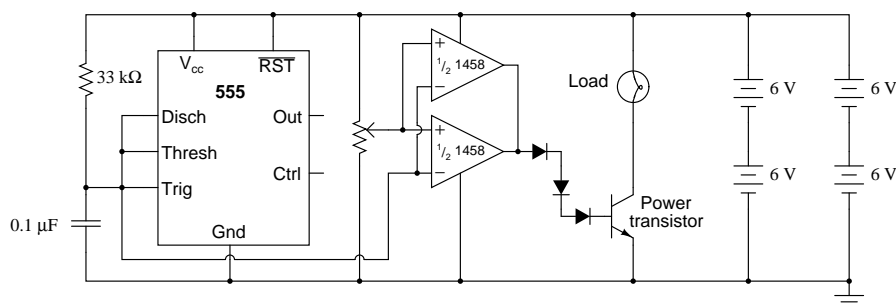 33 kΩ
0.1 µF
V_cc
RST
555
Disch
Thresh
Trig
Out
Ctrl
Gnd
+
1/2 1458
−
+
1/2 1458
−
Load
Power
transistor
6 V
6 V
6 V
6 V